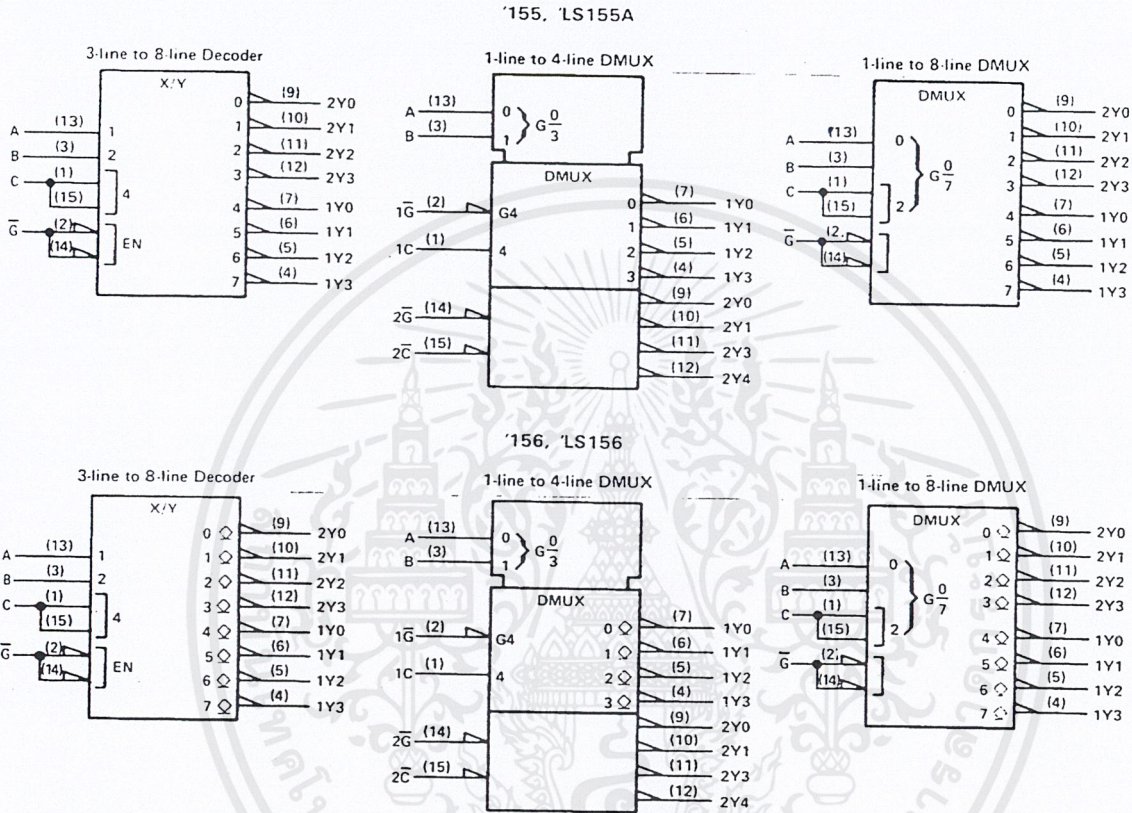 '155, 'LS155A
3-line to 8-line Decoder
X/Y
A (13) 1
B (3) 2
C (1)
(15) 4
G̅ (2)
(14) EN
0 (9) 2Y0
1 (10) 2Y1
2 (11) 2Y2
3 (12) 2Y3
4 (7) 1Y0
5 (6) 1Y1
6 (5) 1Y2
7 (4) 1Y3
1-line to 4-line DMUX
A (13) 0
B (3) 1
} G 0/3
DMUX
1G̅ (2) G4
1C (1) 4
2G̅ (14)
2C̅ (15)
0 (7) 1Y0
1 (6) 1Y1
2 (5) 1Y2
3 (4) 1Y3
(9) 2Y0
(10) 2Y1
(11) 2Y3
(12) 2Y4
1-line to 8-line DMUX
DMUX
A (13) 0
B (3)
C (1)
(15) 2
} G 0/7
G̅ (2)
(14)
0 (9) 2Y0
1 (10) 2Y1
2 (11) 2Y2
3 (12) 2Y3
4 (7) 1Y0
5 (6) 1Y1
6 (5) 1Y2
7 (4) 1Y3
'156, 'LS156
3-line to 8-line Decoder
X/Y
A (13) 1
B (3) 2
C (1)
(15) 4
G̅ (2)
(14) EN
0 (9) 2Y0
1 (10) 2Y1
2 (11) 2Y2
3 (12) 2Y3
4 (7) 1Y0
5 (6) 1Y1
6 (5) 1Y2
7 (4) 1Y3
1-line to 4-line DMUX
A (13) 0
B (3) 1
} G 0/3
DMUX
1G̅ (2) G4
1C (1) 4
2G̅ (14)
2C̅ (15)
0 (7) 1Y0
1 (6) 1Y1
2 (5) 1Y2
3 (4) 1Y3
(9) 2Y0
(10) 2Y1
(11) 2Y3
(12) 2Y4
1-line to 8-line DMUX
DMUX
A (13) 0
B (3)
C (1)
(15) 2
} G 0/7
G̅ (2)
(14)
0 (9) 2Y0
1 (10) 2Y1
2 (11) 2Y2
3 (12) 2Y3
4 (7) 1Y0
5 (6) 1Y1
6 (5) 1Y2
7 (4) 1Y3